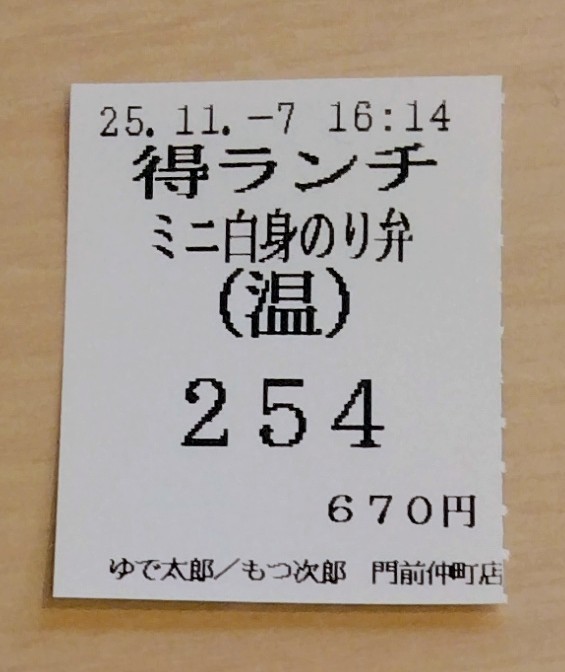 25.11.-7 16:14
得ランチ
ミニ白身のり弁
(温)
254
670円
ゆで太郎/もつ次郎 門前仲町店